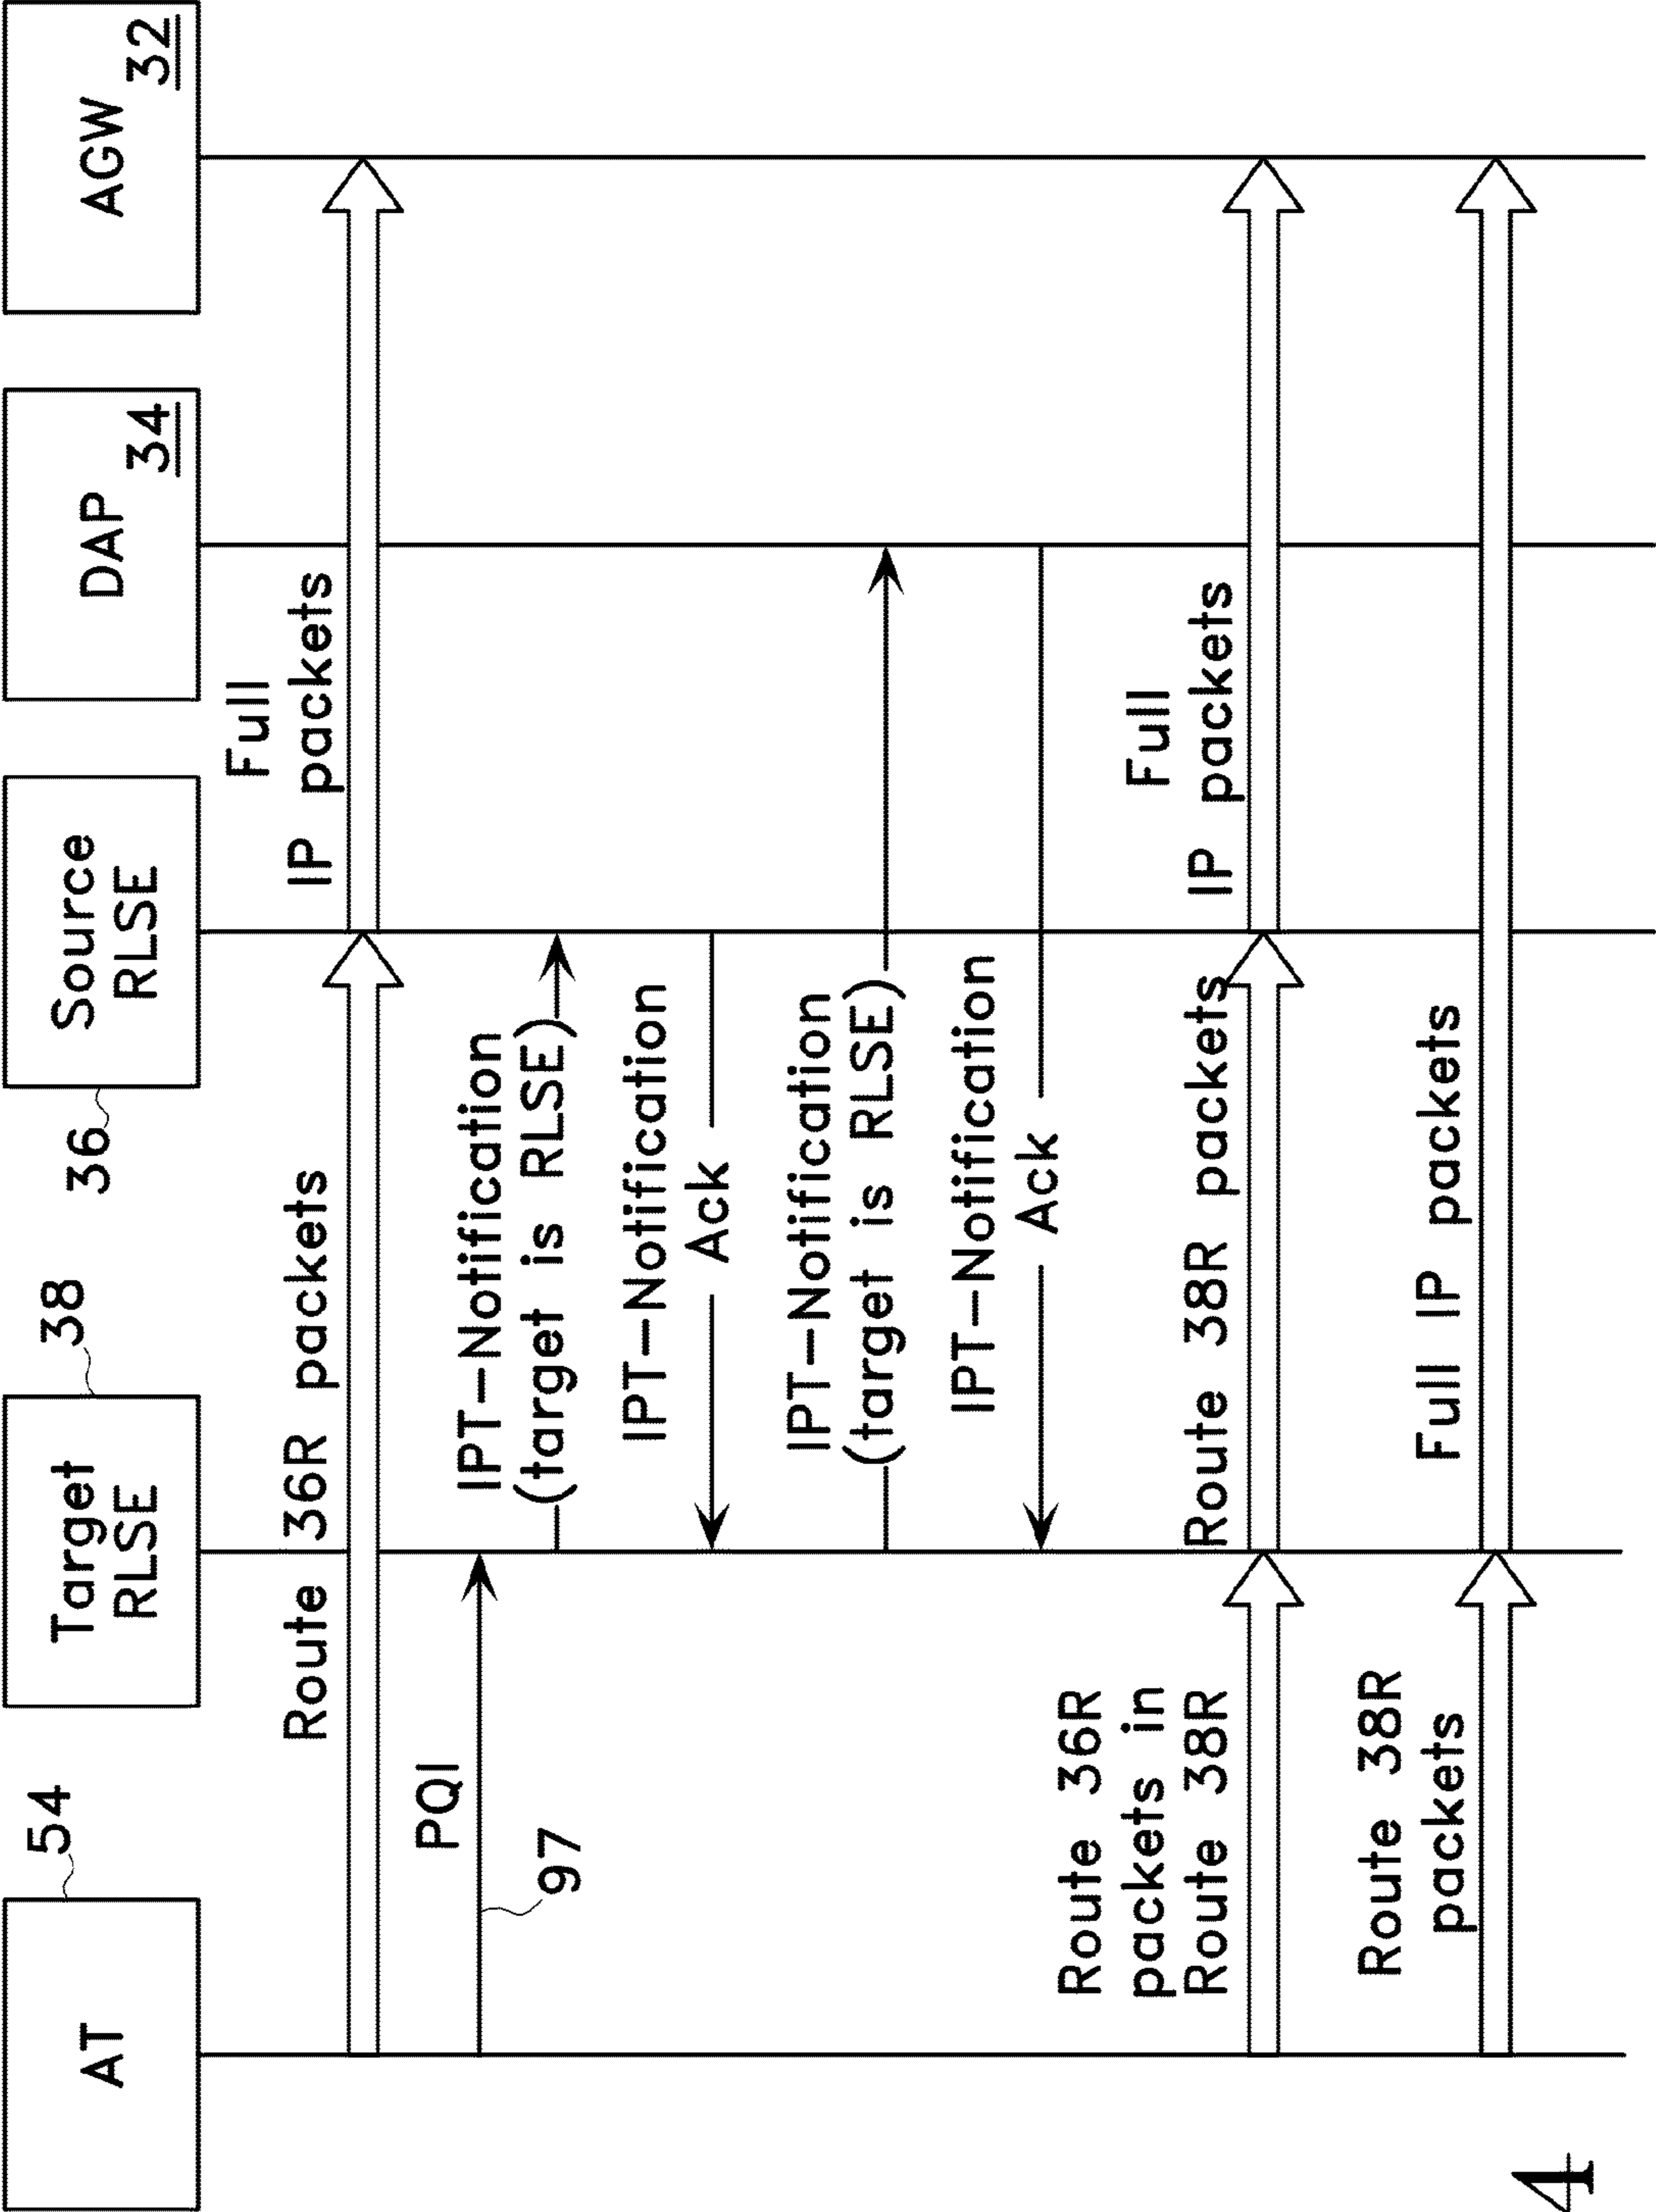 AT
54
Target
RLSE
38
Source
RLSE
36
DAP
34
AGW
32
Route 36R packets
Full
IP packets
PQI
97
IPT–Notification
(target is RLSE)
IPT–Notification
Ack
IPT–Notification
(target is RLSE)
IPT–Notification
Ack
Route 36R
packets in
Route 38R
Route 38R packets
Full
IP packets
Route 38R
packets
Full IP packets
4